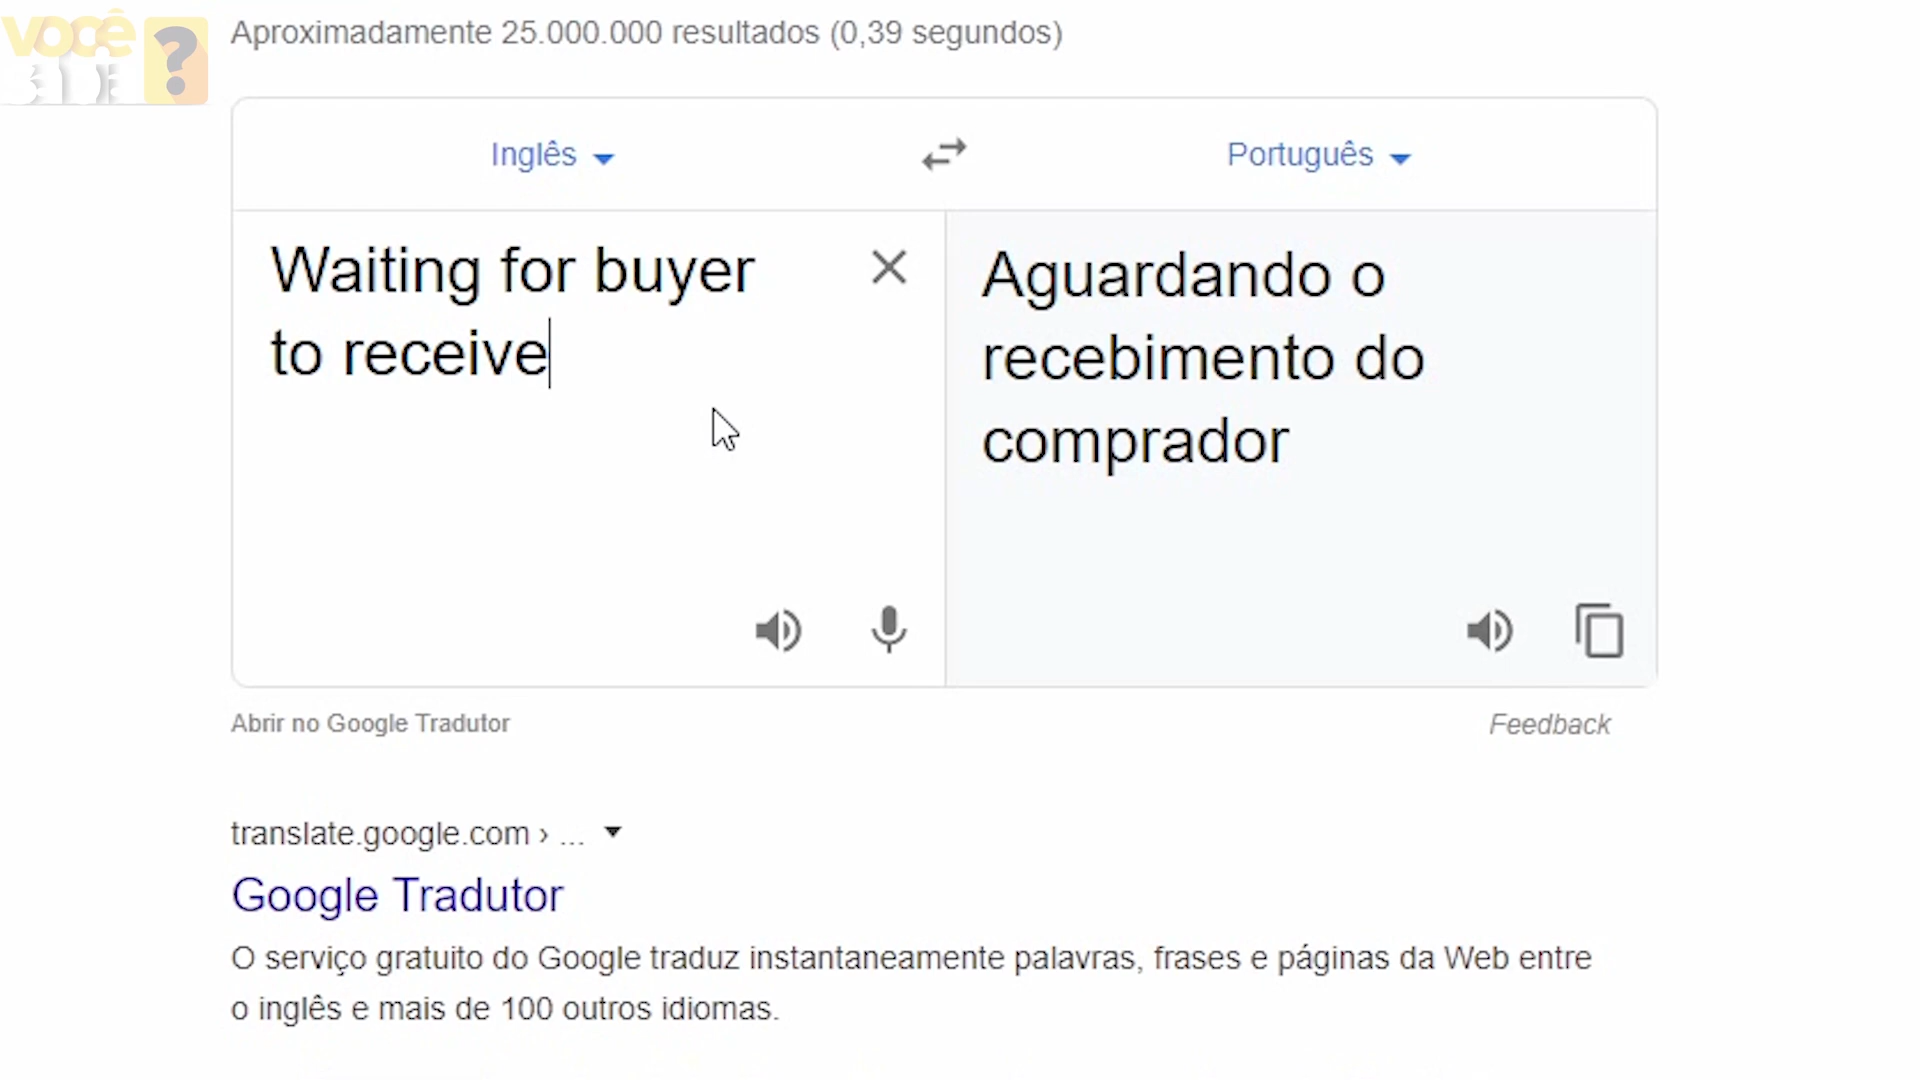 você
sabia?
Aproximadamente 25.000.000 resultados (0,39 segundos)
Inglês
Português
Waiting for buyer
to receive
Aguardando o
recebimento do
comprador
Abrir no Google Tradutor
Feedback
translate.google.com › ...
Google Tradutor
O serviço gratuito do Google traduz instantaneamente palavras, frases e páginas da Web entre
o inglês e mais de 100 outros idiomas.